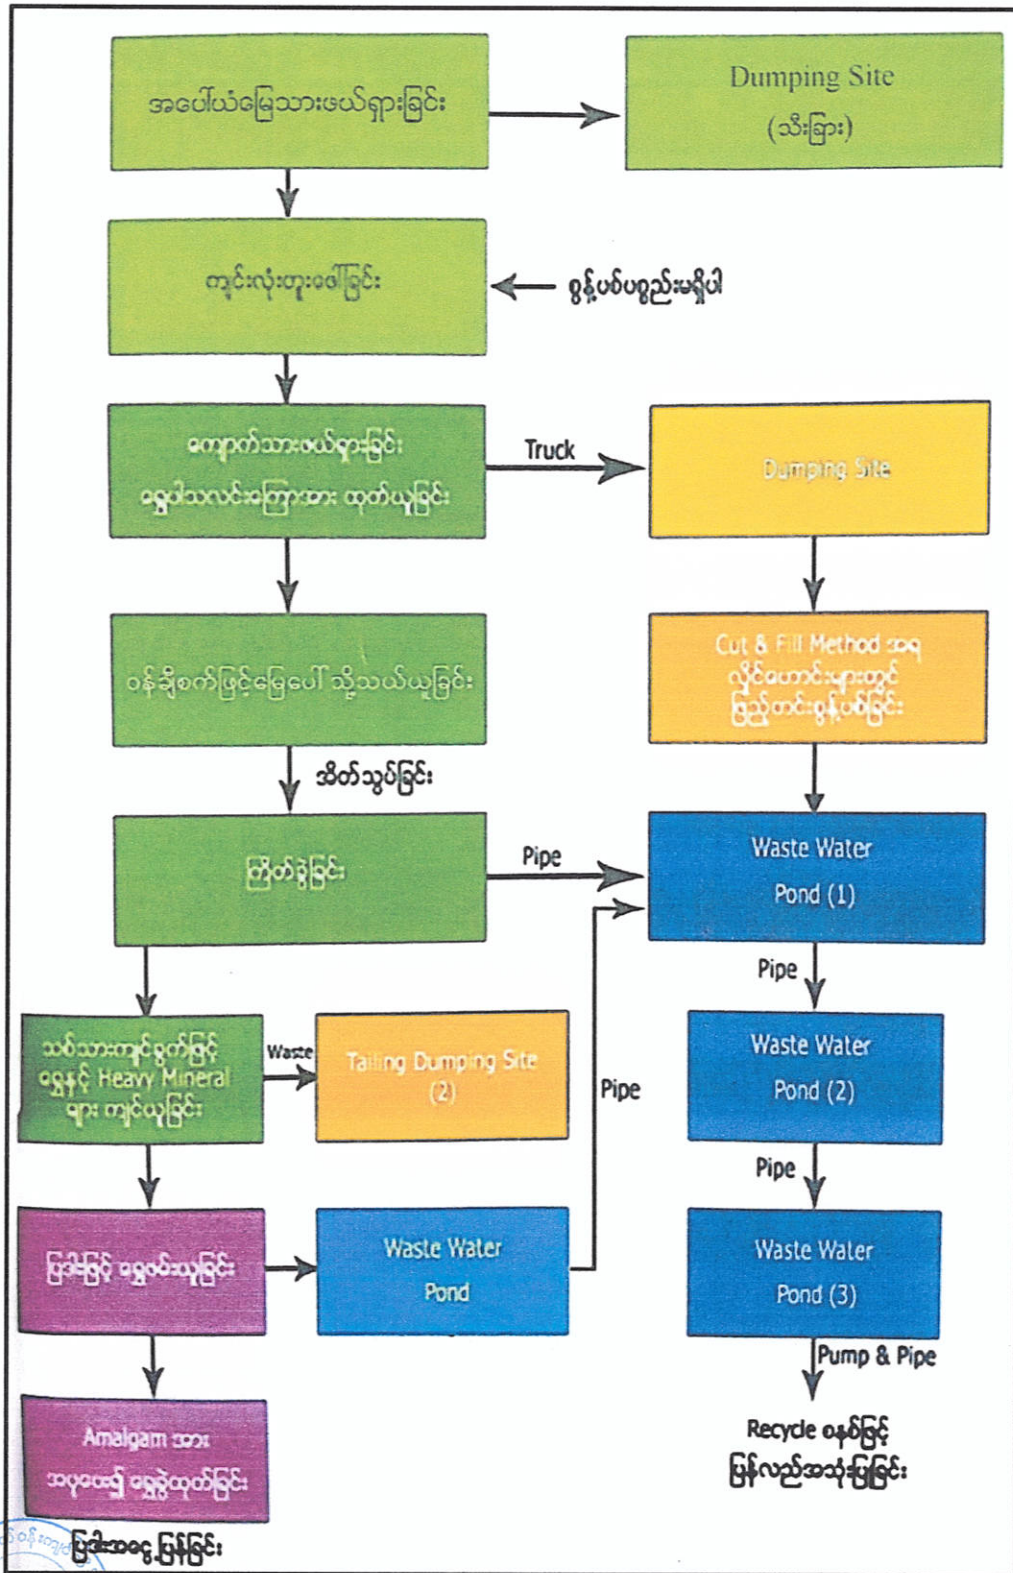 အပေါ်ယံမြေသားဖယ်ရှားခြင်း
Dumping Site
(သီးခြား)
ကျင်းလုံးတူးဖေါ်ခြင်း
စွန့်ပစ်ပစ္စည်းမရှိပါ
ကျောက်သားဖယ်ရှားခြင်း
ရွှေပါသလင်းကြောအား ထုတ်ယူခြင်း
Truck
Dumping Site
ဝန်ချီစက်ဖြင့်မြေပေါ် သို့သယ်ယူခြင်း
Cut & Fill Method အရ
လှိုင်ဟောင်းများတွင်
ဖြည့်တင်းစွန့်ပစ်ခြင်း
အိတ်သွပ်ခြင်း
ကြိတ်ခွဲခြင်း
Pipe
Waste Water
Pond (1)
Pipe
သစ်သားကျင်ခွက်ဖြင့်
ရွှေနှင့် Heavy Mineral
များ ကျင်ယူခြင်း
Waste
Tailing Dumping Site
(2)
Pipe
Waste Water
Pond (2)
Pipe
ပြဒါးဖြင့် ရွှေဖမ်းယူခြင်း
Waste Water
Pond
Waste Water
Pond (3)
Pump & Pipe
Amalgam အား
အပူပေး၍ ရွှေခွဲထုတ်ခြင်း
Recycle စနစ်ဖြင့်
ပြန်လည်အသုံးပြုခြင်း
ပြဒါးအငွေ့ပြန်ခြင်း